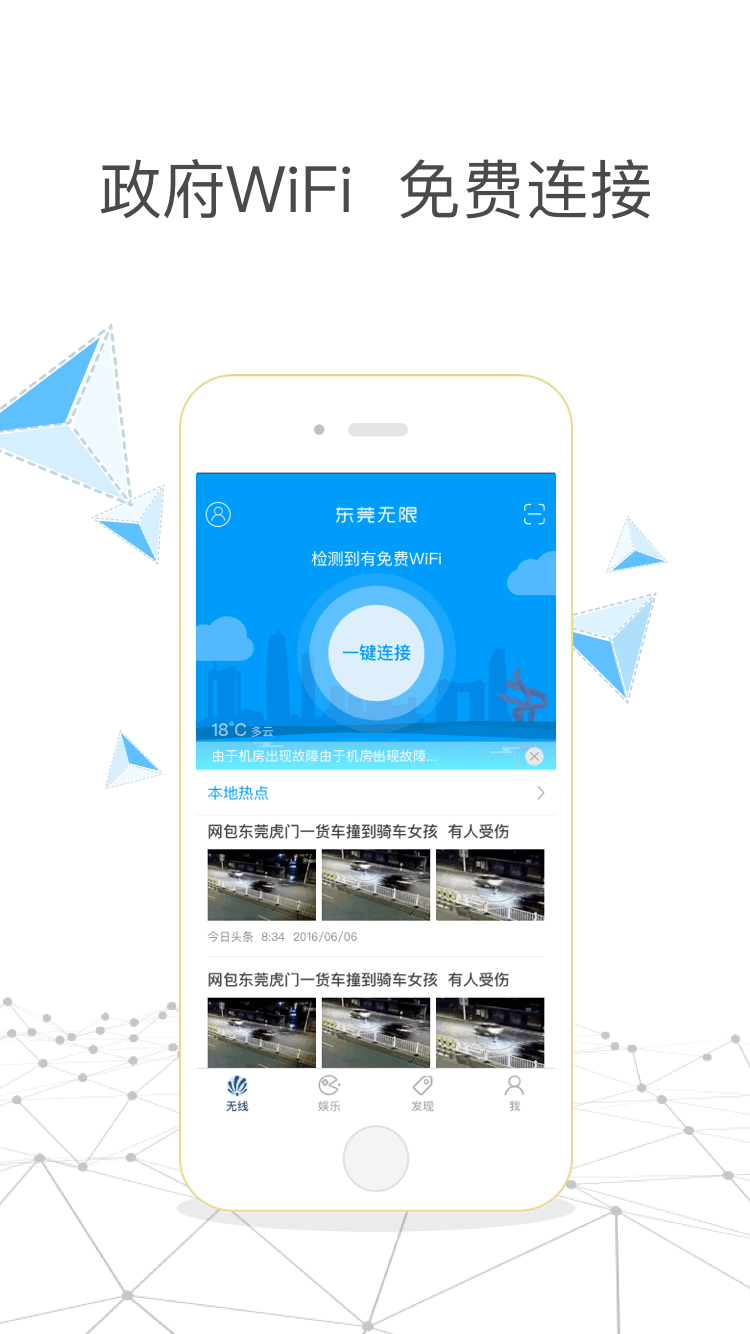 政府WiFi 免费连接
东莞无限
检测到有免费WiFi
一键连接
18°C 多云
由于机房出现故障由于机房出现故障...
本地热点
网包东莞虎门一货车撞到骑车女孩 有人受伤
今日头条 8:34 2016/06/06
网包东莞虎门一货车撞到骑车女孩 有人受伤
无线 娱乐 发现 我